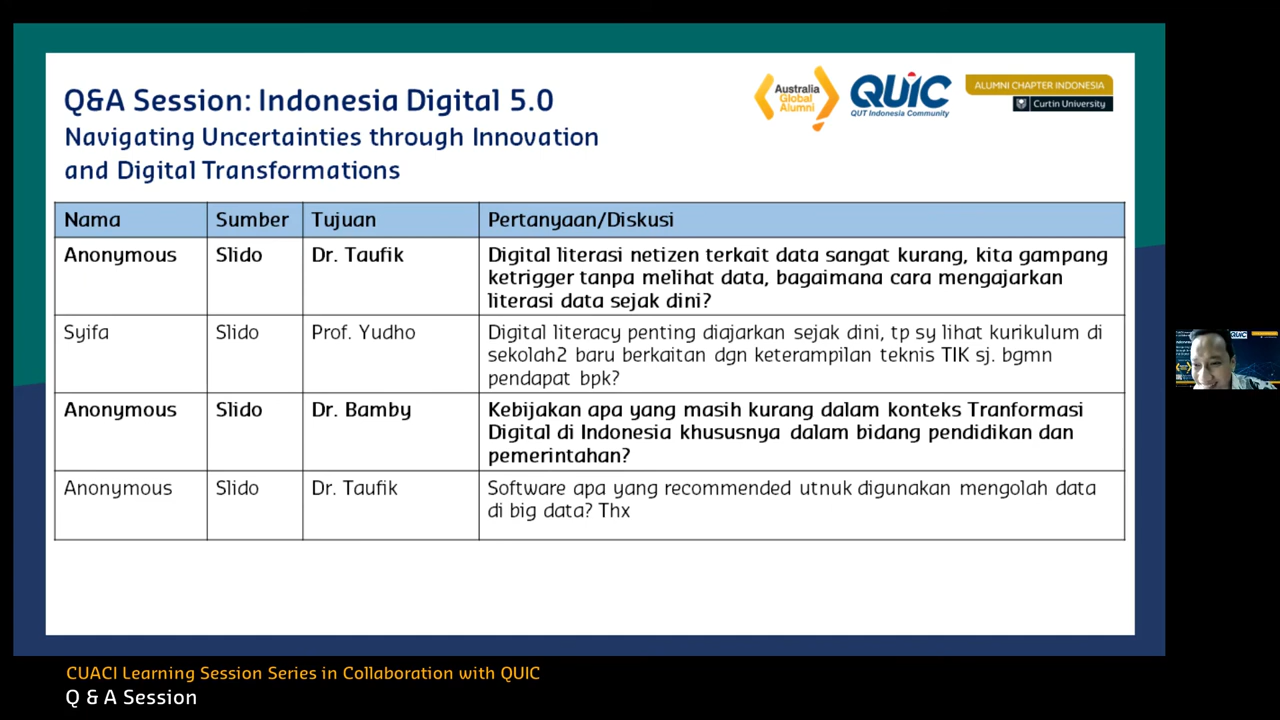 Q&A Session: Indonesia Digital 5.0
Navigating Uncertainties through Innovation
and Digital Transformations
Australia
Global
Alumni
QUIC
QUT Indonesia Community
ALUMNI CHAPTER INDONESIA
Curtin University
Nama Sumber Tujuan Pertanyaan/Diskusi
Anonymous Slido Dr. Taufik Digital literasi netizen terkait data sangat kurang, kita gampang
ketrigger tanpa melihat data, bagaimana cara mengajarkan
literasi data sejak dini?
Syifa Slido Prof. Yudho Digital literacy penting diajarkan sejak dini, tp sy lihat kurikulum di
sekolah2 baru berkaitan dgn keterampilan teknis TIK sj. bgmn
pendapat bpk?
Anonymous Slido Dr. Bamby Kebijakan apa yang masih kurang dalam konteks Tranformasi
Digital di Indonesia khususnya dalam bidang pendidikan dan
pemerintahan?
Anonymous Slido Dr. Taufik Software apa yang recommended utnuk digunakan mengolah data
di big data? Thx
CUACI Learning Session Series in Collaboration with QUIC
Q & A Session